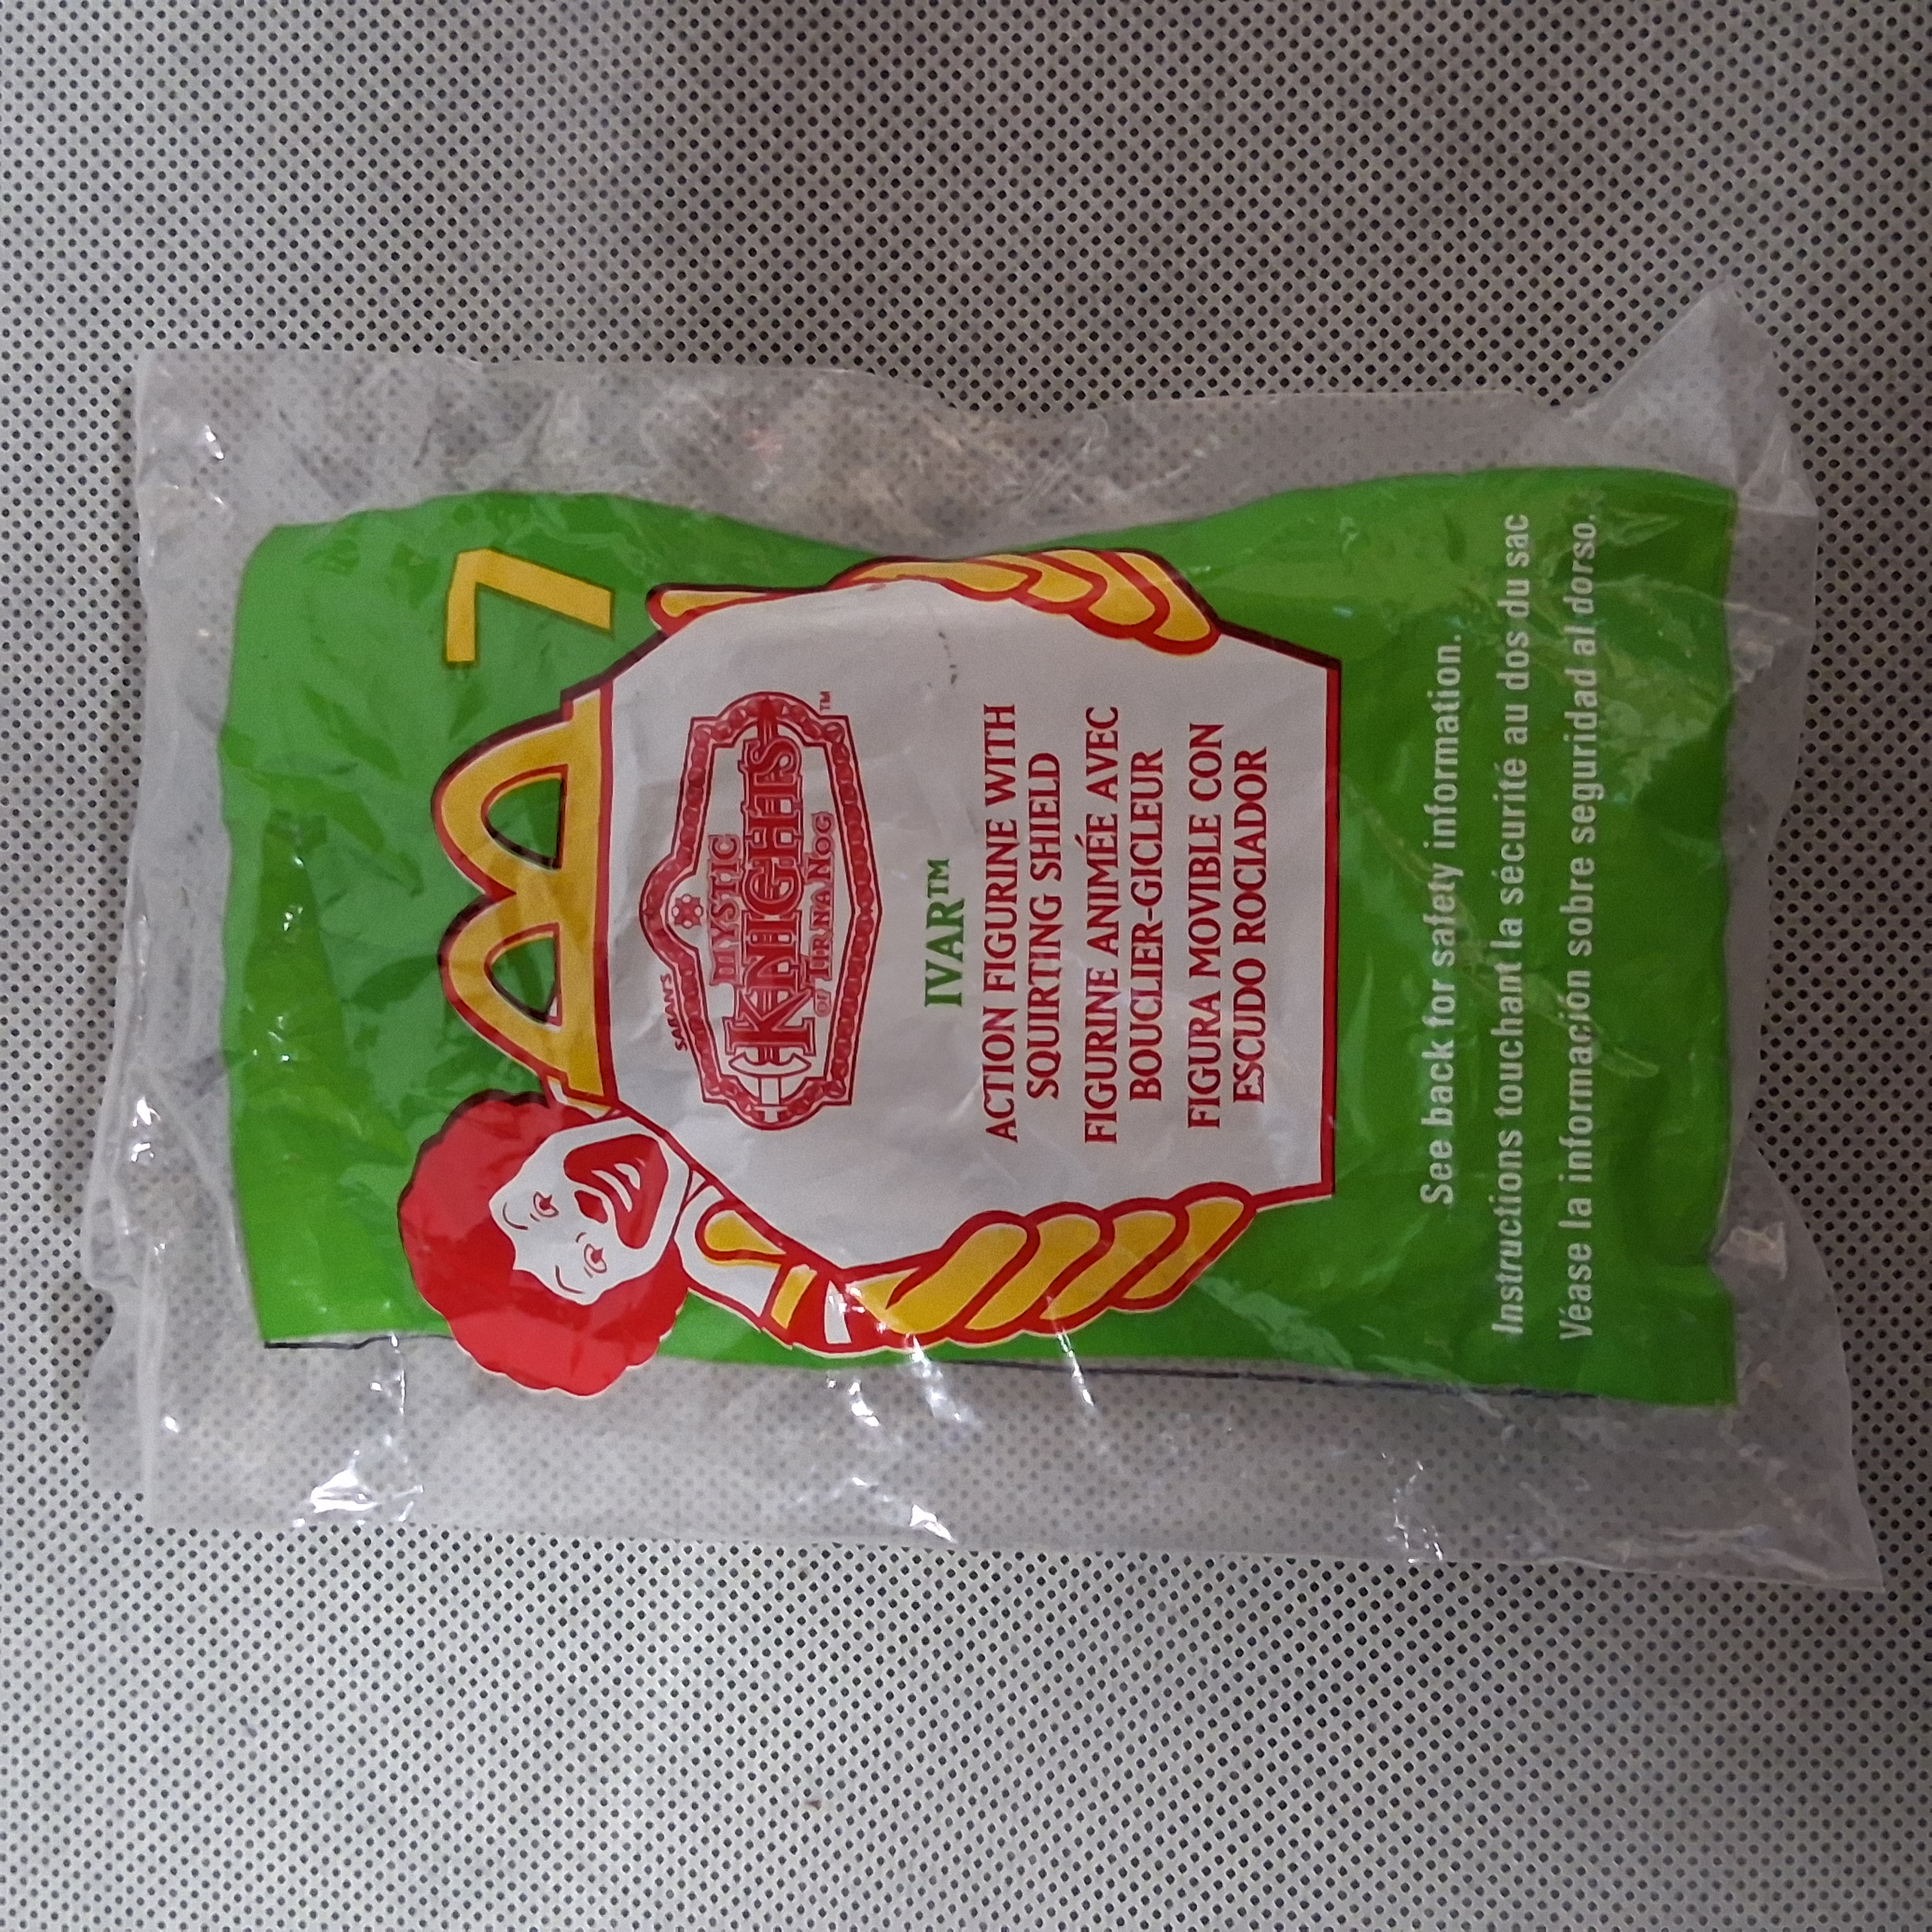 7
SABAN'S
MYSTIC
KNIGHTS
OF TIR NA NOG
™
IVAR™
ACTION FIGURINE WITH
SQUIRTING SHIELD
FIGURINE ANIMÉE AVEC
BOUCLIER-GICLEUR
FIGURA MOVIBLE CON
ESCUDO ROCIADOR
See back for safety information.
Instructions touchant la sécurité au dos du sac
Véase la información sobre seguridad al dorso.